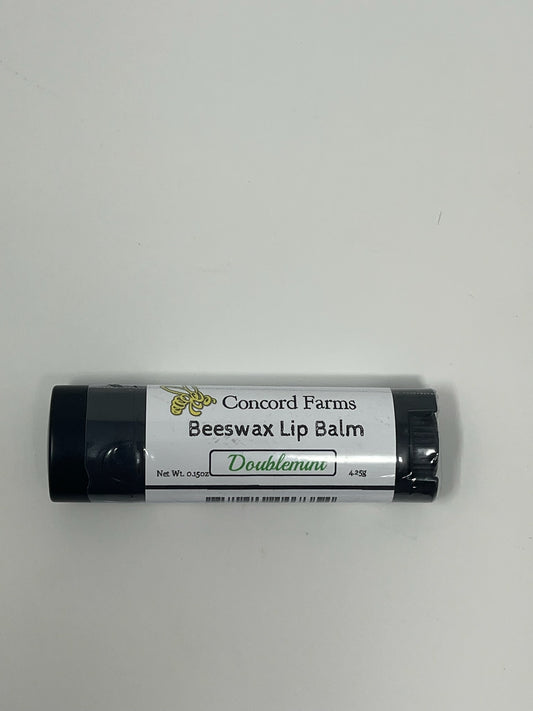 Concord Farms
Beeswax Lip Balm
Doublemint
Net Wt. 0.15oz 4.25g